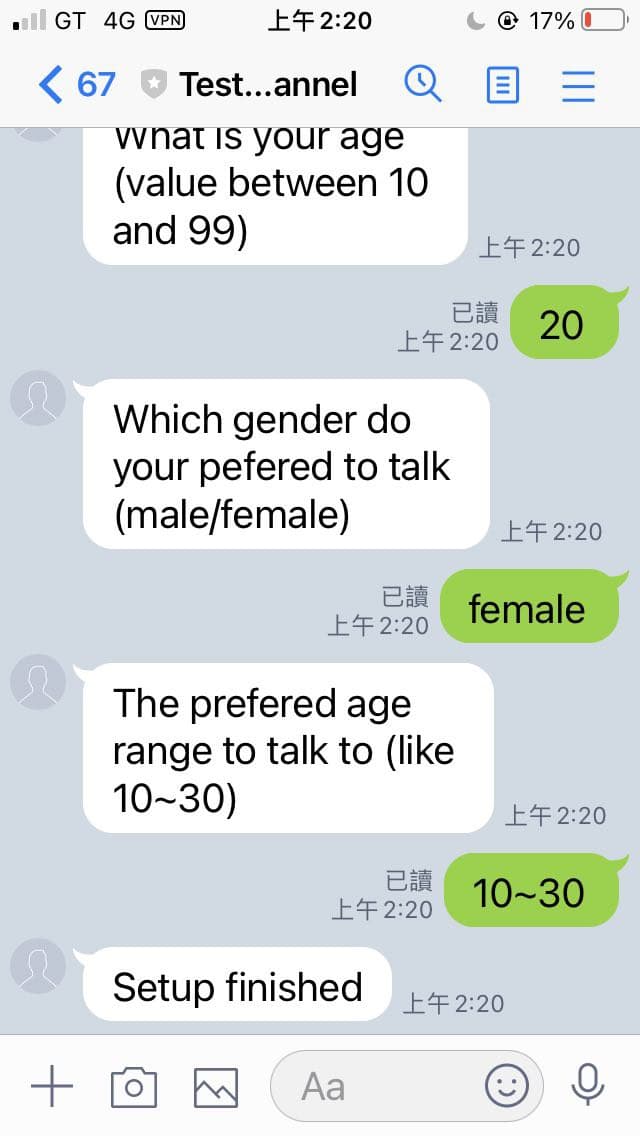 GT 4G VPN 上午2:20 17%
67 Test...annel
What is your age
(value between 10
and 99)
上午2:20
已讀
上午2:20
20
Which gender do
your pefered to talk
(male/female)
上午2:20
已讀
上午2:20
female
The prefered age
range to talk to (like
10~30)
上午2:20
已讀
上午2:20
10~30
Setup finished
上午2:20
Aa